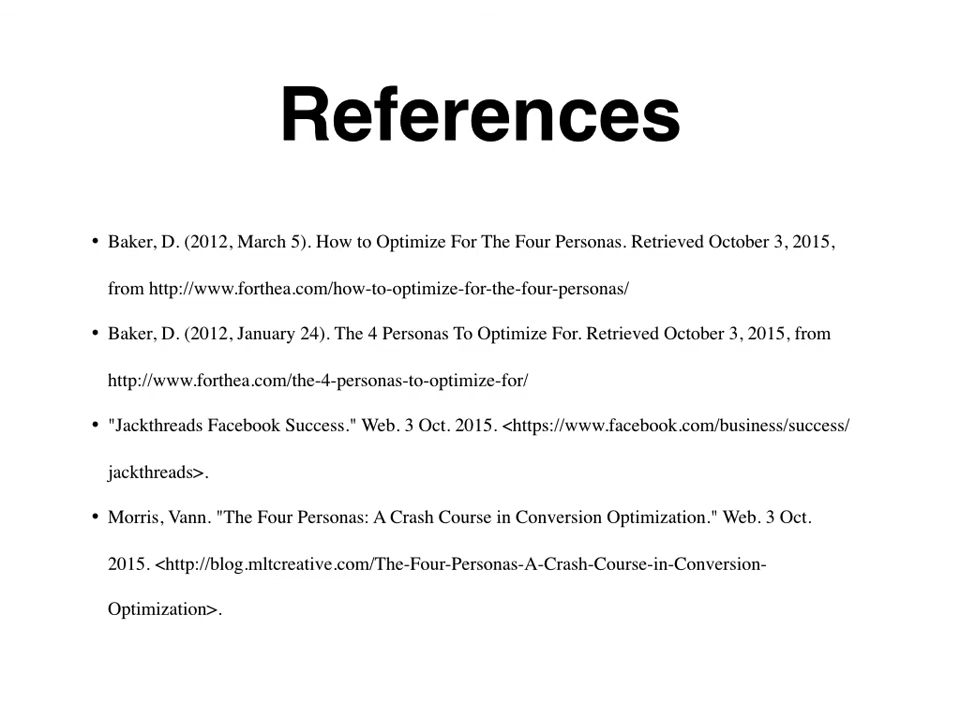 References
• Baker, D. (2012, March 5). How to Optimize For The Four Personas. Retrieved October 3, 2015,
from http://www.forthea.com/how-to-optimize-for-the-four-personas/
• Baker, D. (2012, January 24). The 4 Personas To Optimize For. Retrieved October 3, 2015, from
http://www.forthea.com/the-4-personas-to-optimize-for/
• "Jackthreads Facebook Success." Web. 3 Oct. 2015. <https://www.facebook.com/business/success/
jackthreads>.
• Morris, Vann. "The Four Personas: A Crash Course in Conversion Optimization." Web. 3 Oct.
2015. <http://blog.mltcreative.com/The-Four-Personas-A-Crash-Course-in-Conversion-
Optimization>.